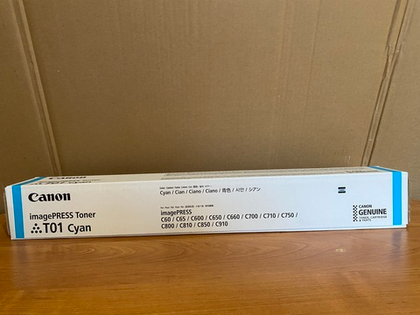 Canon
imagePRESS Toner
T01 Cyan
Cyan / Cian / Ciano / Ciano / 青色 / 시안 / シアン
imagePRESS
C60 / C65 / C600 / C650 / C660 / C700 / C710 / C750 /
C800 / C810 / C850 / C910
CANON
GENUINE